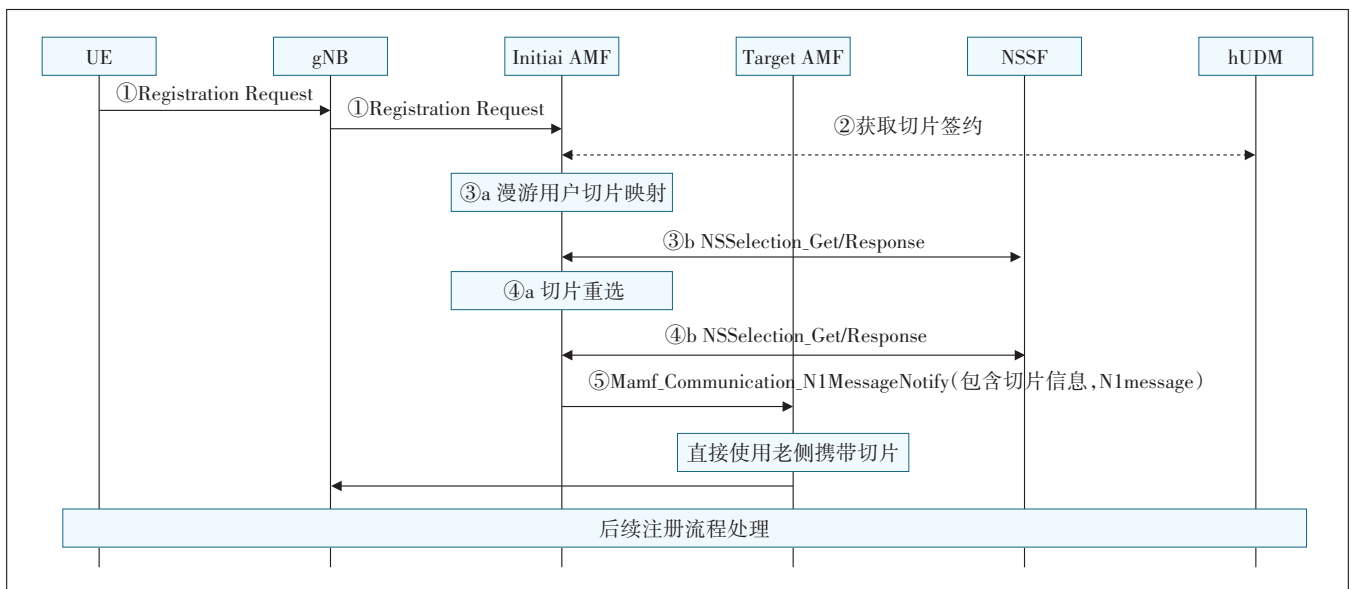 UE
gNB
Initiai AMF
Target AMF
NSSF
hUDM
①Registration Request
①Registration Request
②获取切片签约
③a 漫游用户切片映射
③b NSSelection_Get/Response
④a 切片重选
④b NSSelection_Get/Response
⑤Mamf_Communication_N1MessageNotify(包含切片信息,N1message)
直接使用老侧携带切片
后续注册流程处理